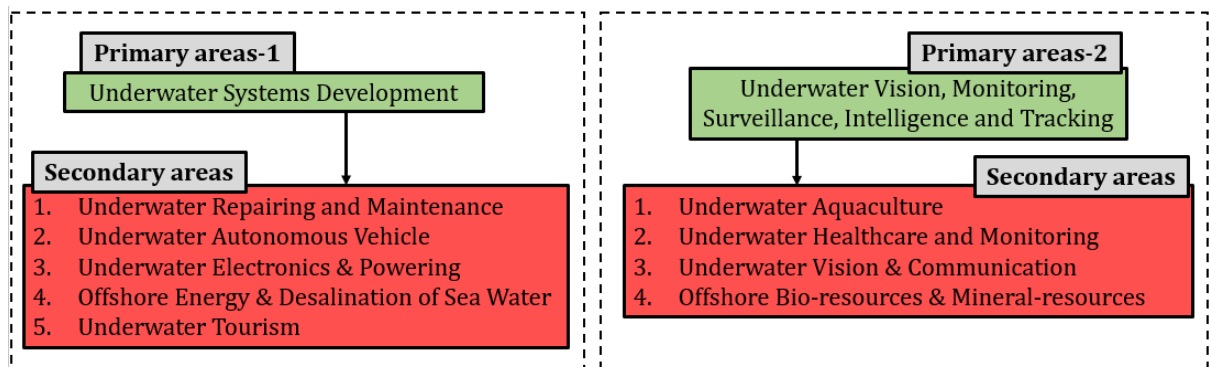 Primary areas-1
Underwater Systems Development
Secondary areas
1. Underwater Repairing and Maintenance
2. Underwater Autonomous Vehicle
3. Underwater Electronics & Powering
4. Offshore Energy & Desalination of Sea Water
5. Underwater Tourism
Primary areas-2
Underwater Vision, Monitoring,
Surveillance, Intelligence and Tracking
Secondary areas
1. Underwater Aquaculture
2. Underwater Healthcare and Monitoring
3. Underwater Vision & Communication
4. Offshore Bio-resources & Mineral-resources